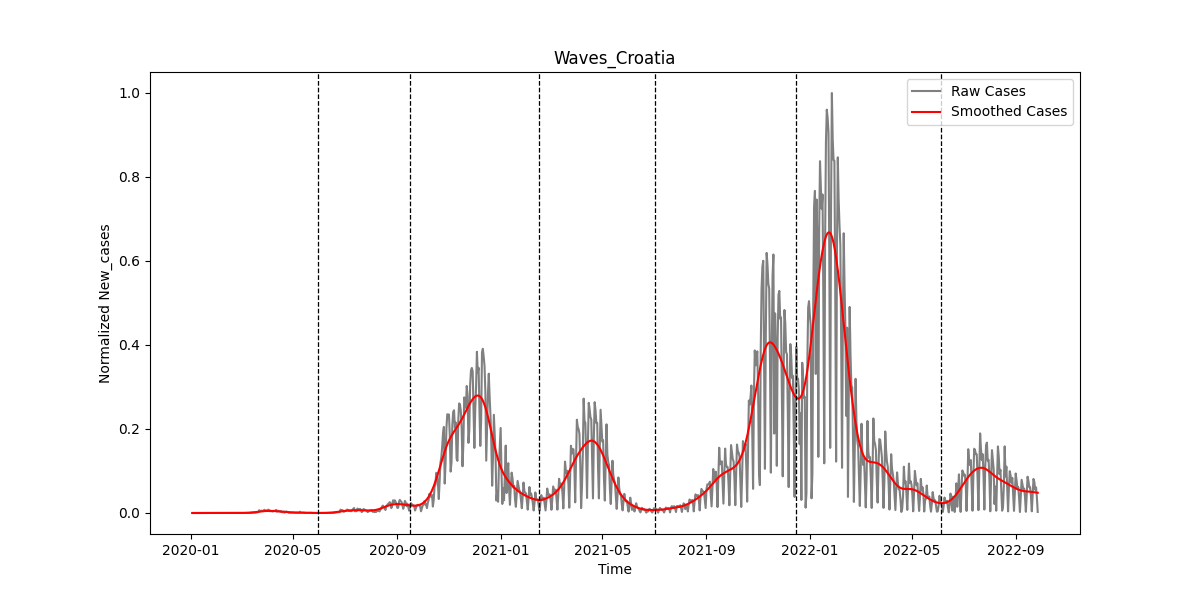 Waves_Croatia
Raw Cases
Smoothed Cases
Normalized New_cases
1.0
0.8
0.6
0.4
0.2
0.0
2020-01 2020-05 2020-09 2021-01 2021-05 2021-09 2022-01 2022-05 2022-09
Time